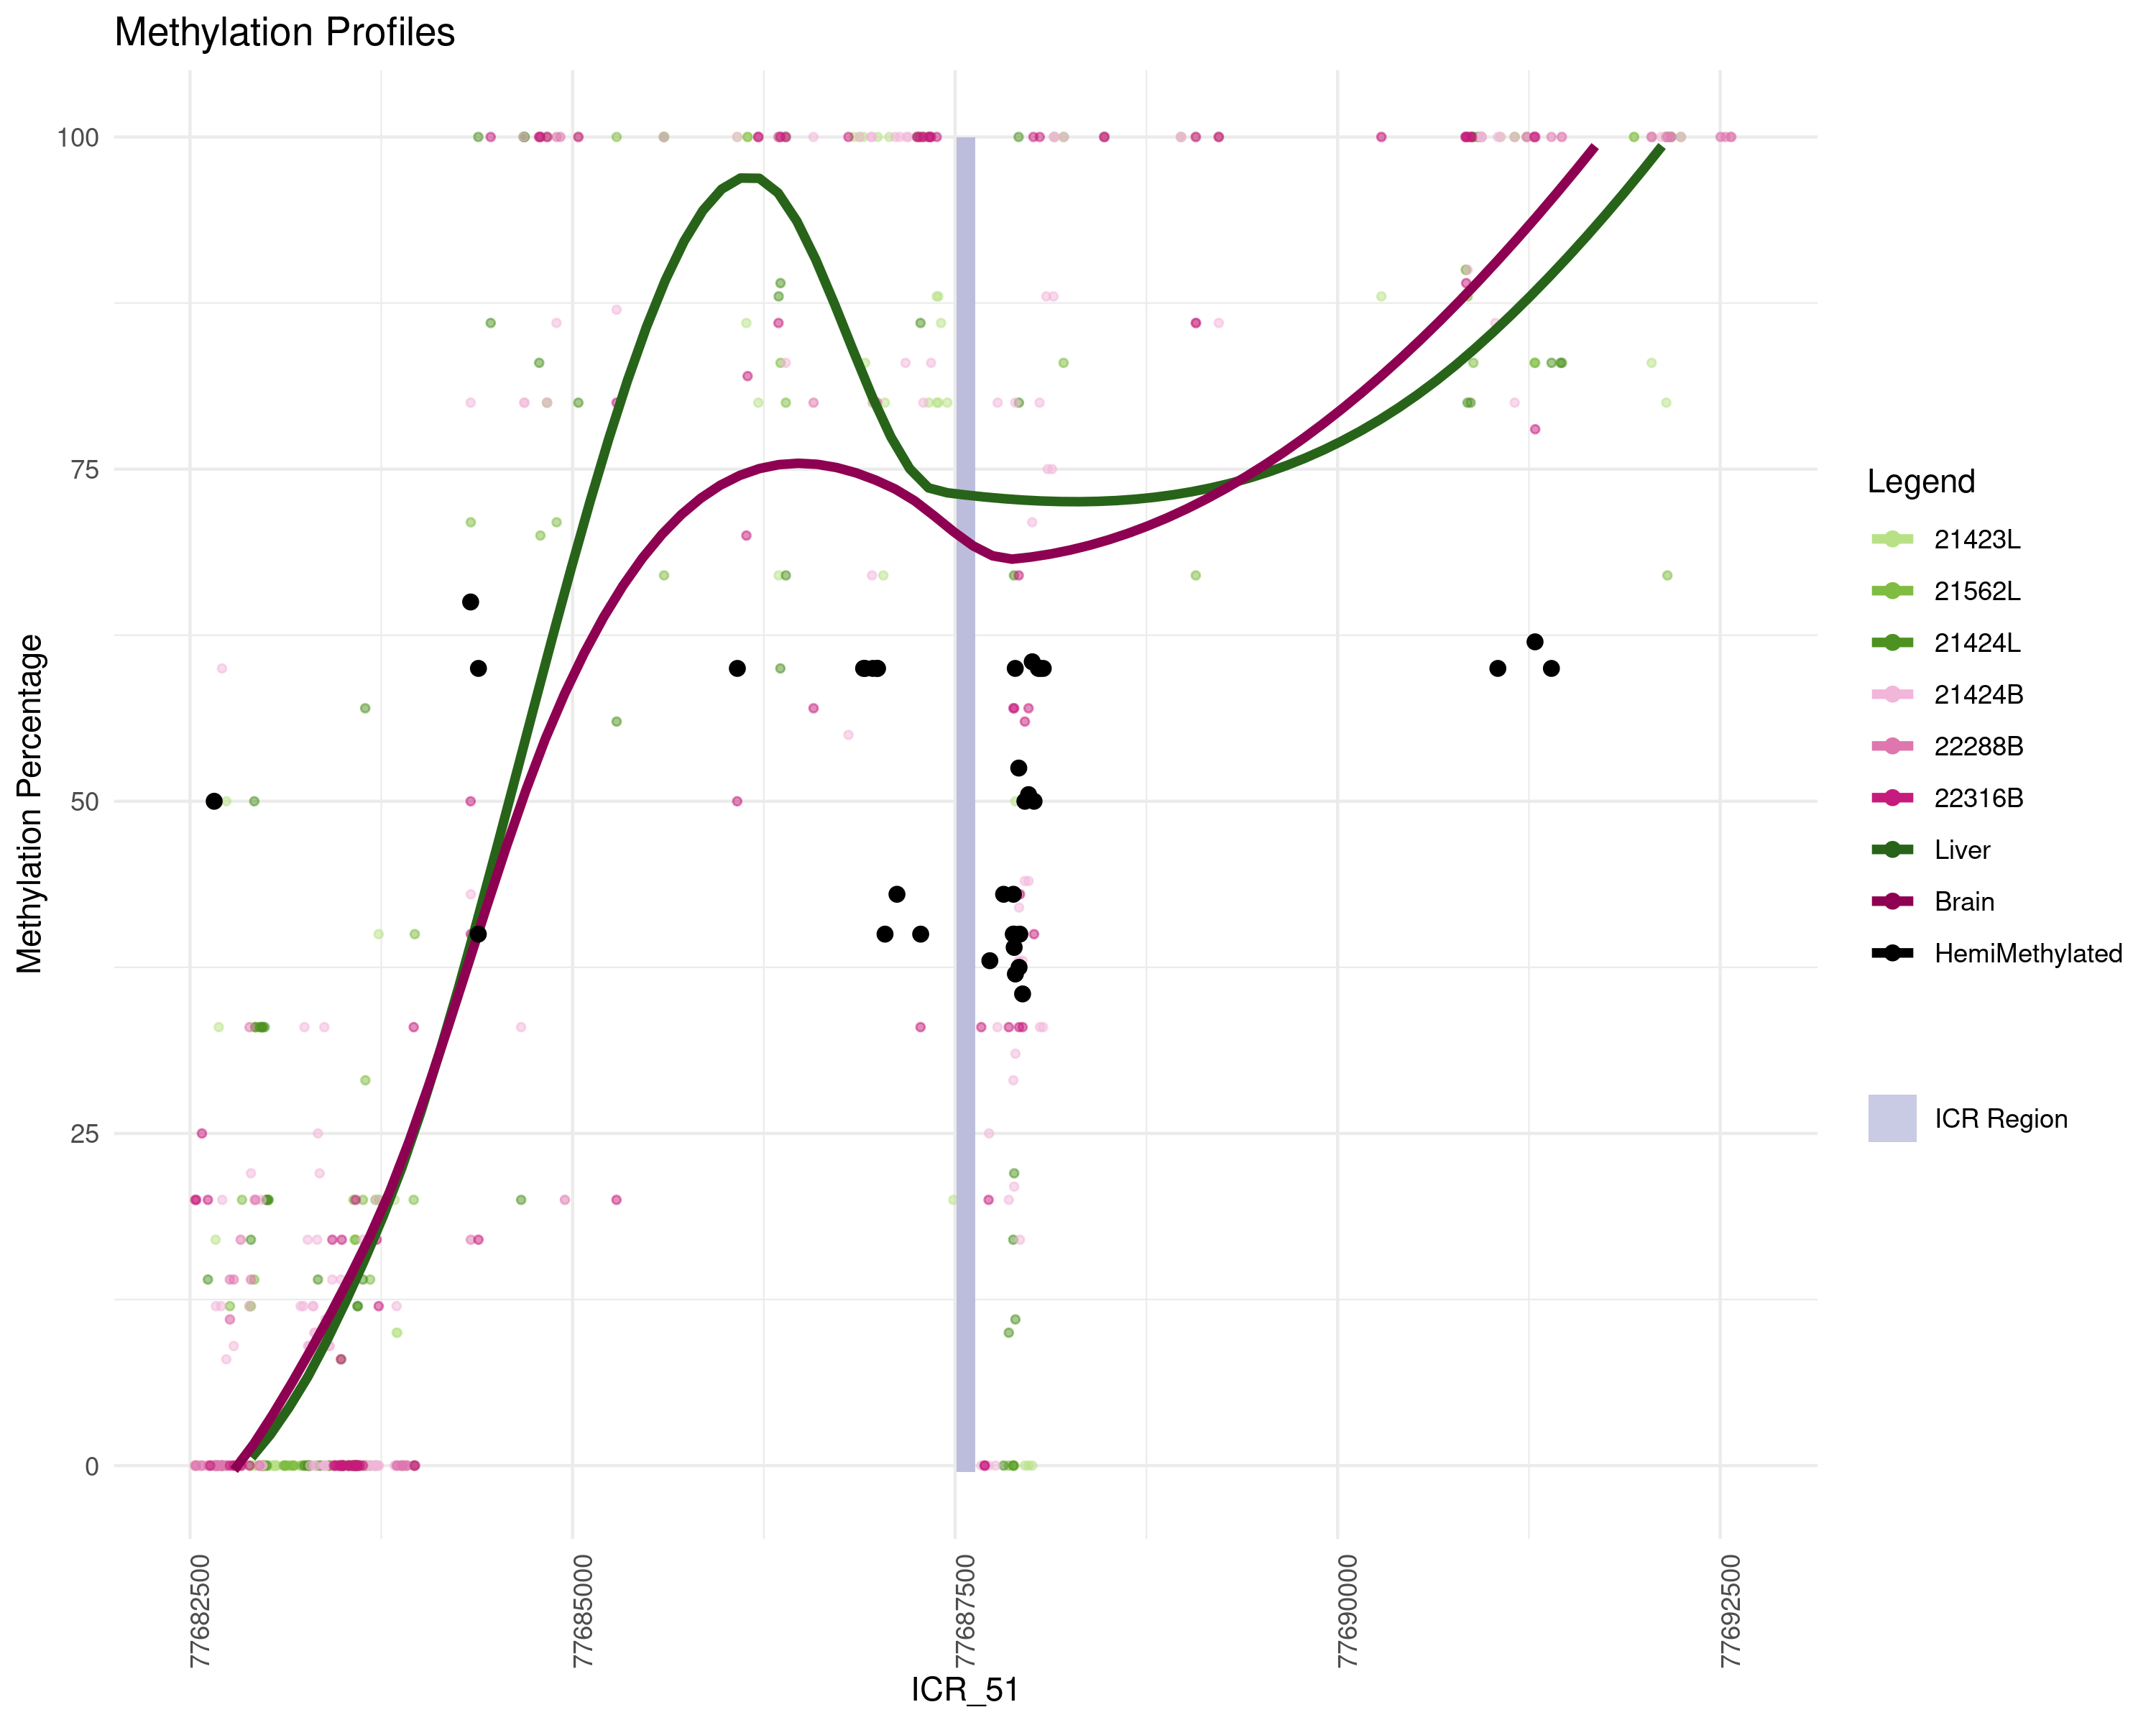 Methylation Profiles
100
75
50
25
0
Methylation Percentage
77682500
77685000
77687500
77690000
77692500
ICR_51
Legend
21423L
21562L
21424L
21424B
22288B
22316B
Liver
Brain
HemiMethylated
ICR Region